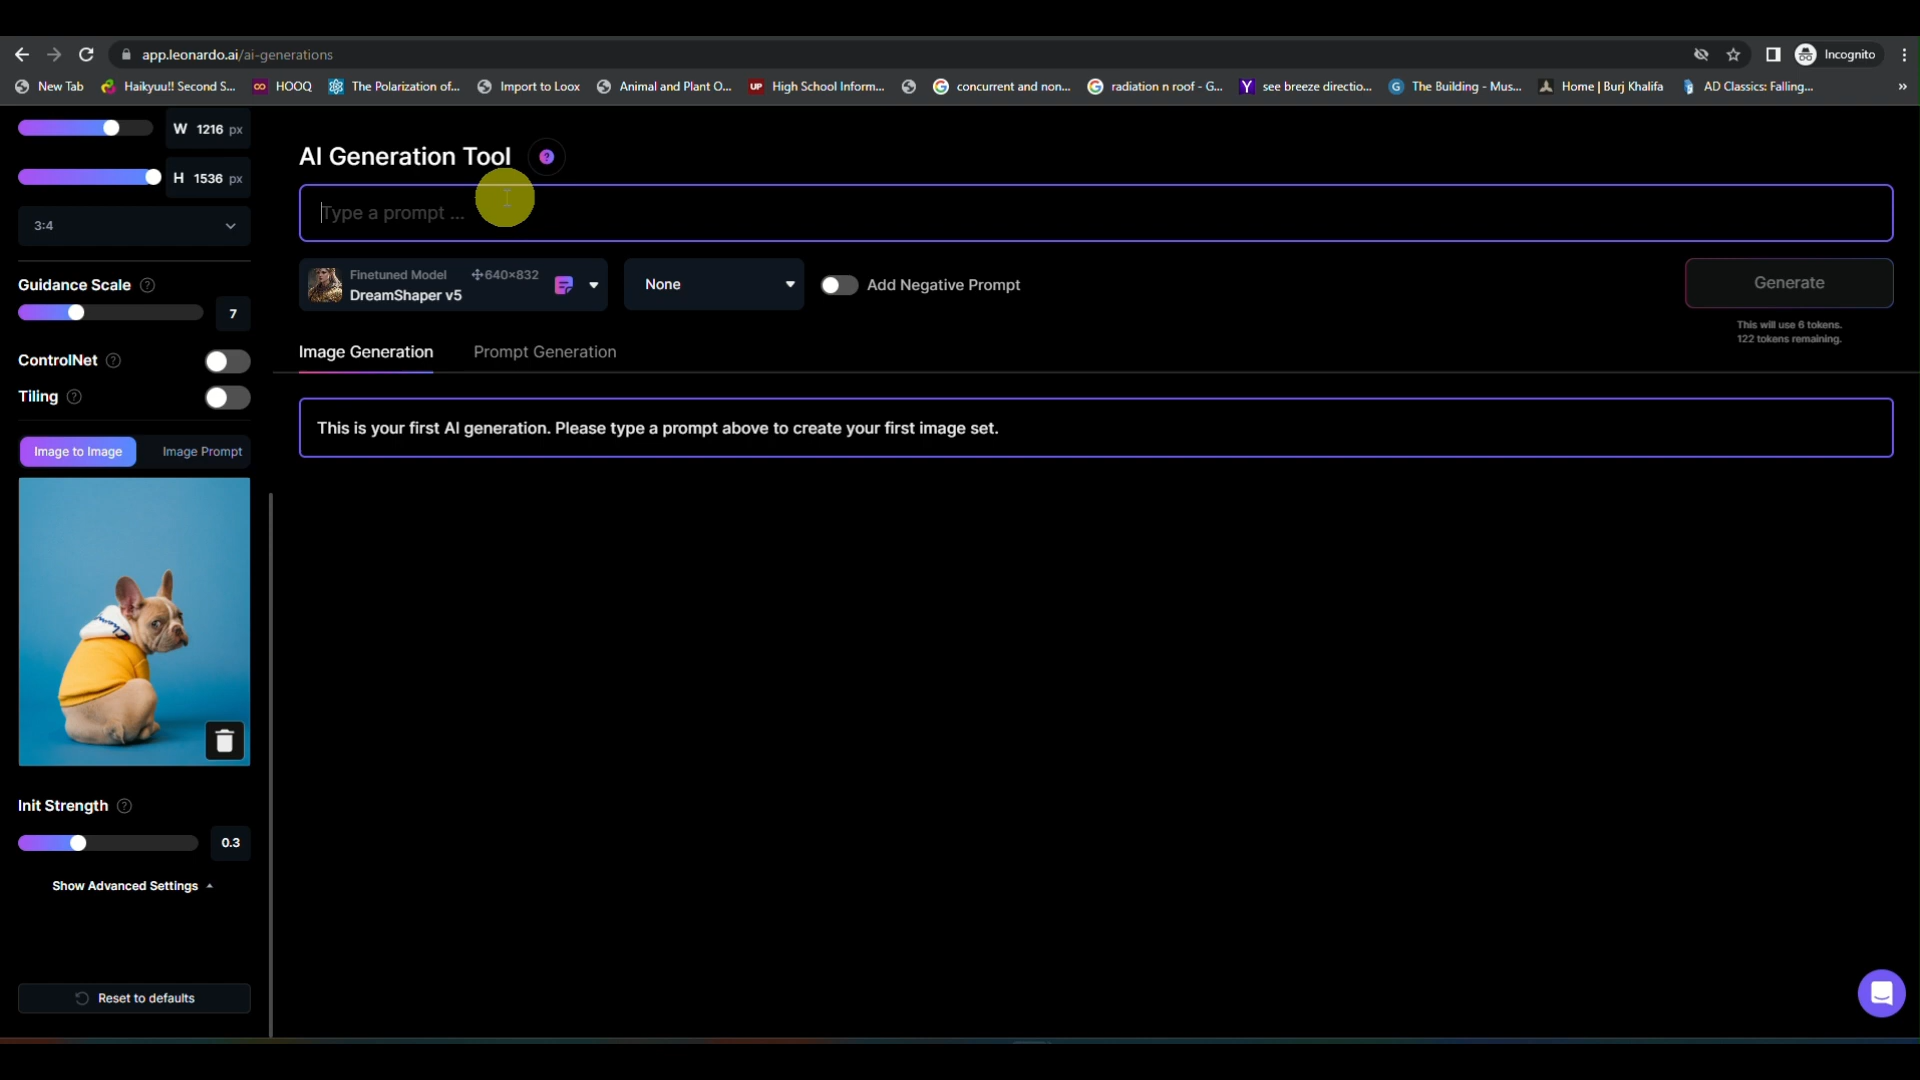 app.leonardo.ai/ai-generations
Incognito
New Tab
Haikyuu!! Second S...
HOOQ
The Polarization of...
Import to Loox
Animal and Plant O...
UP
High School Inform...
concurrent and non...
radiation n roof - G...
Y
see breeze directio...
G
The Building - Mus...
Home | Burj Khalifa
AD Classics: Falling...
»
W 1216 px
H 1536 px
3:4
Guidance Scale ?
7
ControlNet ?
Tiling ?
Image to Image
Image Prompt
Init Strength ?
0.3
Show Advanced Settings
Reset to defaults
AI Generation Tool ?
Type a prompt ...
Finetuned Model
640×832
DreamShaper v5
None
Add Negative Prompt
Generate
This will use 6 tokens.
122 tokens remaining.
Image Generation
Prompt Generation
This is your first AI generation. Please type a prompt above to create your first image set.